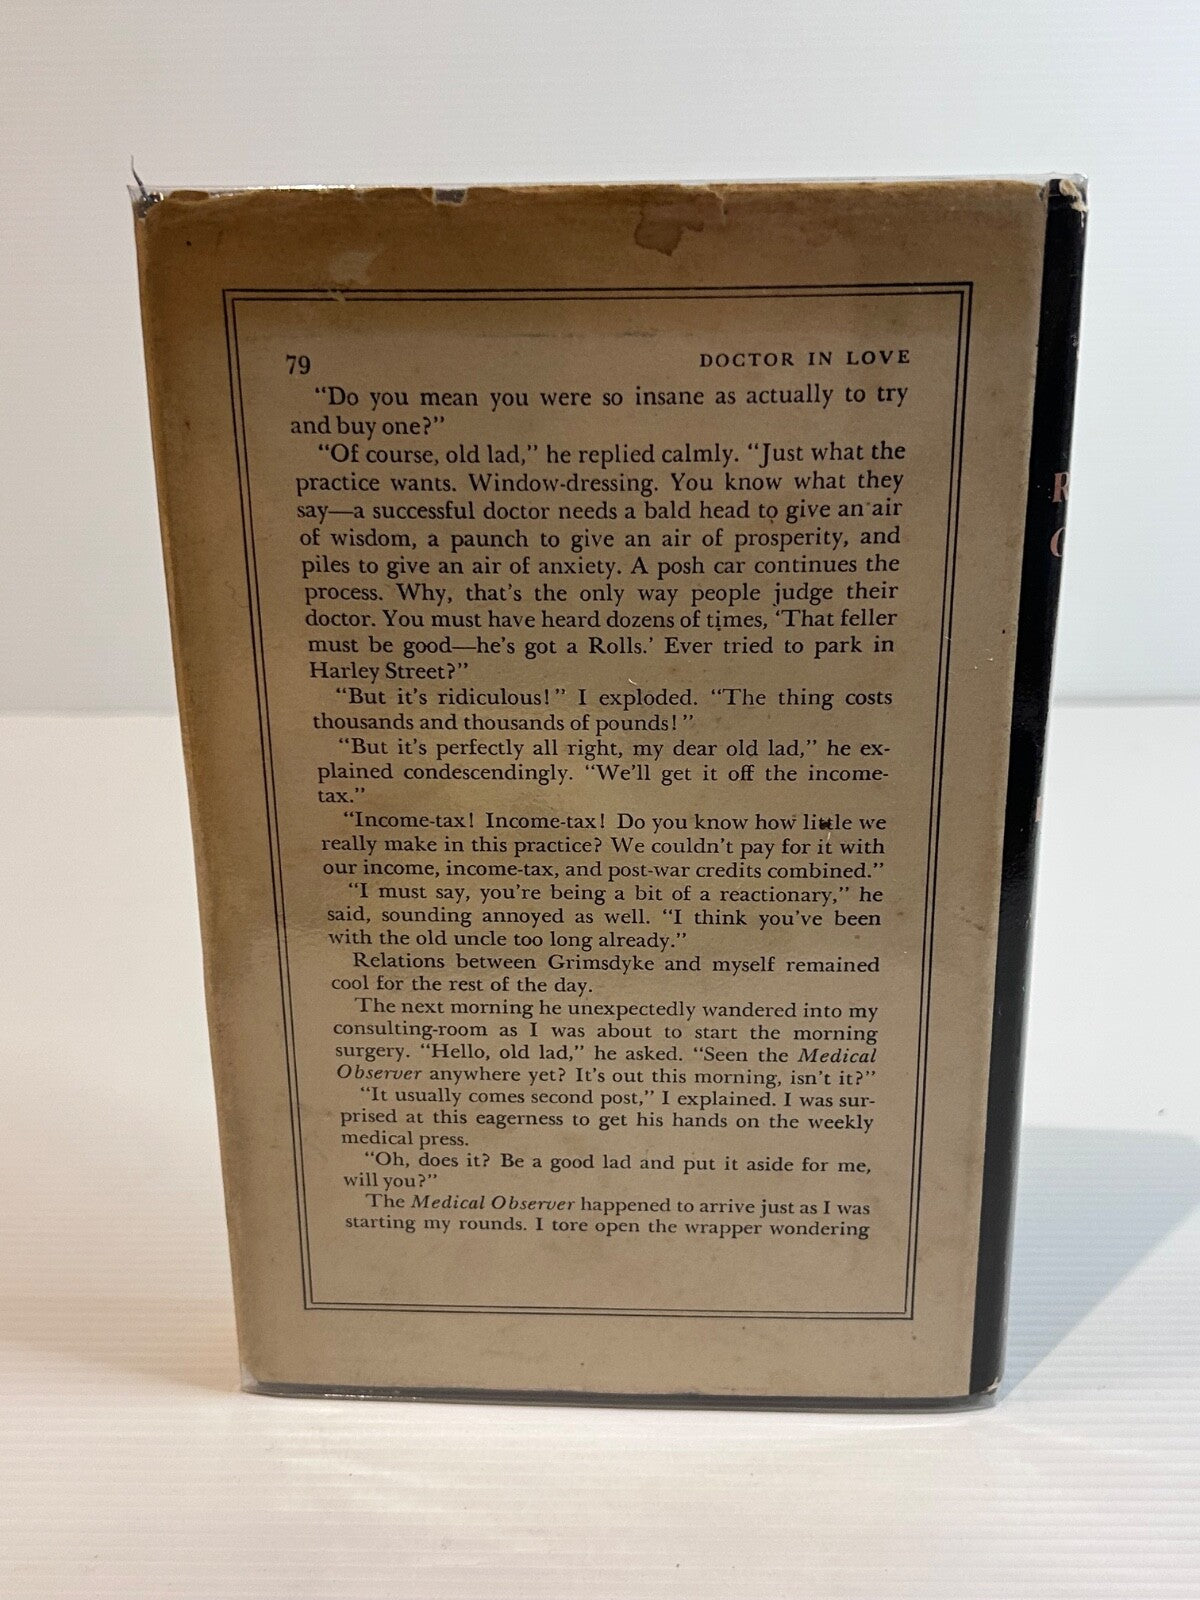 79 DOCTOR IN LOVE
"Do you mean you were so insane as actually to try
and buy one?"
"Of course, old lad," he replied calmly. "Just what the
practice wants. Window-dressing. You know what they
say—a successful doctor needs a bald head to give an air
of wisdom, a paunch to give an air of prosperity, and
piles to give an air of anxiety. A posh car continues the
process. Why, that's the only way people judge their
doctor. You must have heard dozens of times, 'That feller
must be good—he's got a Rolls.' Ever tried to park in
Harley Street?"
"But it's ridiculous!" I exploded. "The thing costs
thousands and thousands of pounds!"
"But it's perfectly all right, my dear old lad," he ex-
plained condescendingly. "We'll get it off the income-
tax."
"Income-tax! Income-tax! Do you know how little we
really make in this practice? We couldn't pay for it with
our income, income-tax, and post-war credits combined."
"I must say, you're being a bit of a reactionary," he
said, sounding annoyed as well. "I think you've been
with the old uncle too long already."
Relations between Grimsdyke and myself remained
cool for the rest of the day.
The next morning he unexpectedly wandered into my
consulting-room as I was about to start the morning
surgery. "Hello, old lad," he asked. "Seen the Medical
Observer anywhere yet? It's out this morning, isn't it?"
"It usually comes second post," I explained. I was sur-
prised at this eagerness to get his hands on the weekly
medical press.
"Oh, does it? Be a good lad and put it aside for me,
will you?"
The Medical Observer happened to arrive just as I was
starting my rounds. I tore open the wrapper wondering